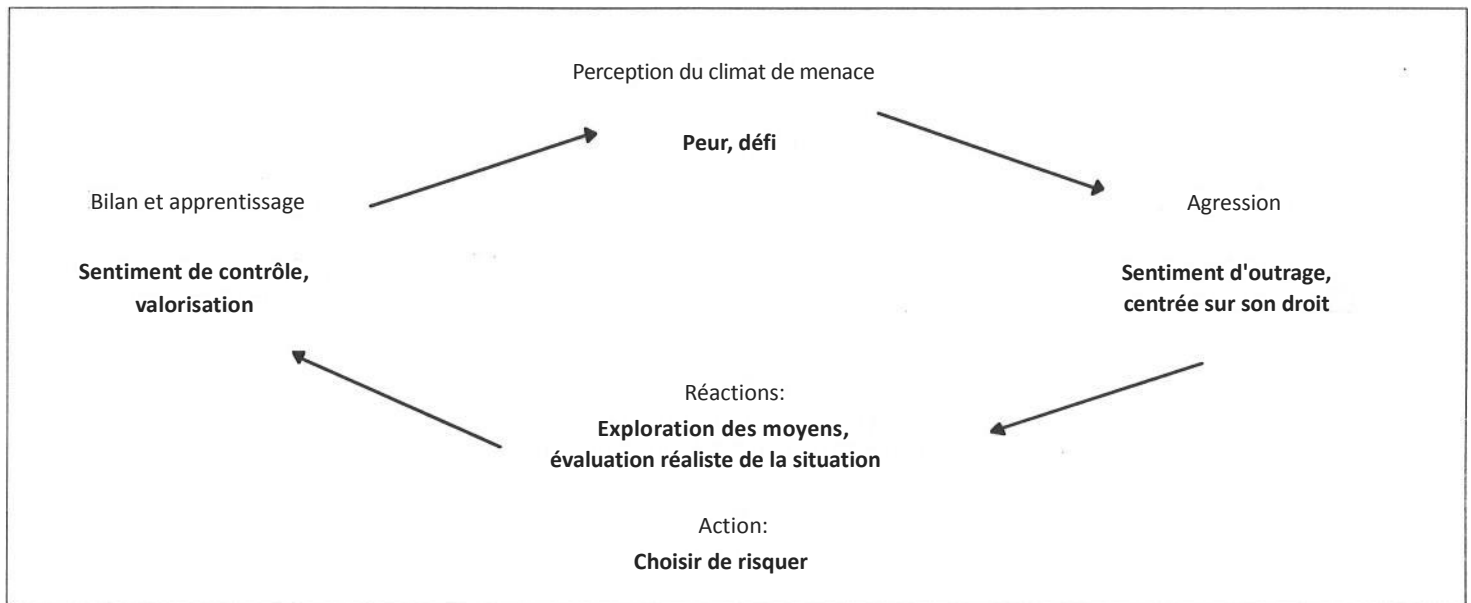 Perception du climat de menace
Peur, défi
Agression
Sentiment d'outrage,
centrée sur son droit
Réactions:
Exploration des moyens,
évaluation réaliste de la situation
Action:
Choisir de risquer
Bilan et apprentissage
Sentiment de contrôle,
valorisation